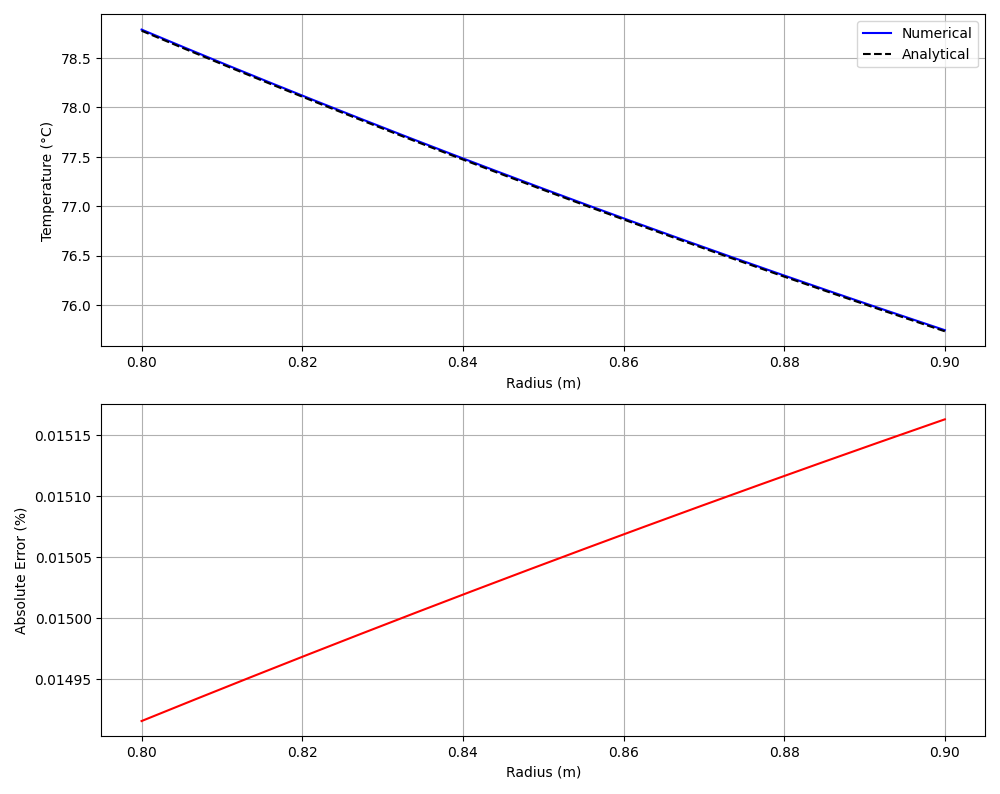 Numerical
Analytical
Temperature (°C)
78.5
78.0
77.5
77.0
76.5
76.0
0.80 0.82 0.84 0.86 0.88 0.90
Radius (m)
Absolute Error (%)
0.01515
0.01510
0.01505
0.01500
0.01495
0.80 0.82 0.84 0.86 0.88 0.90
Radius (m)